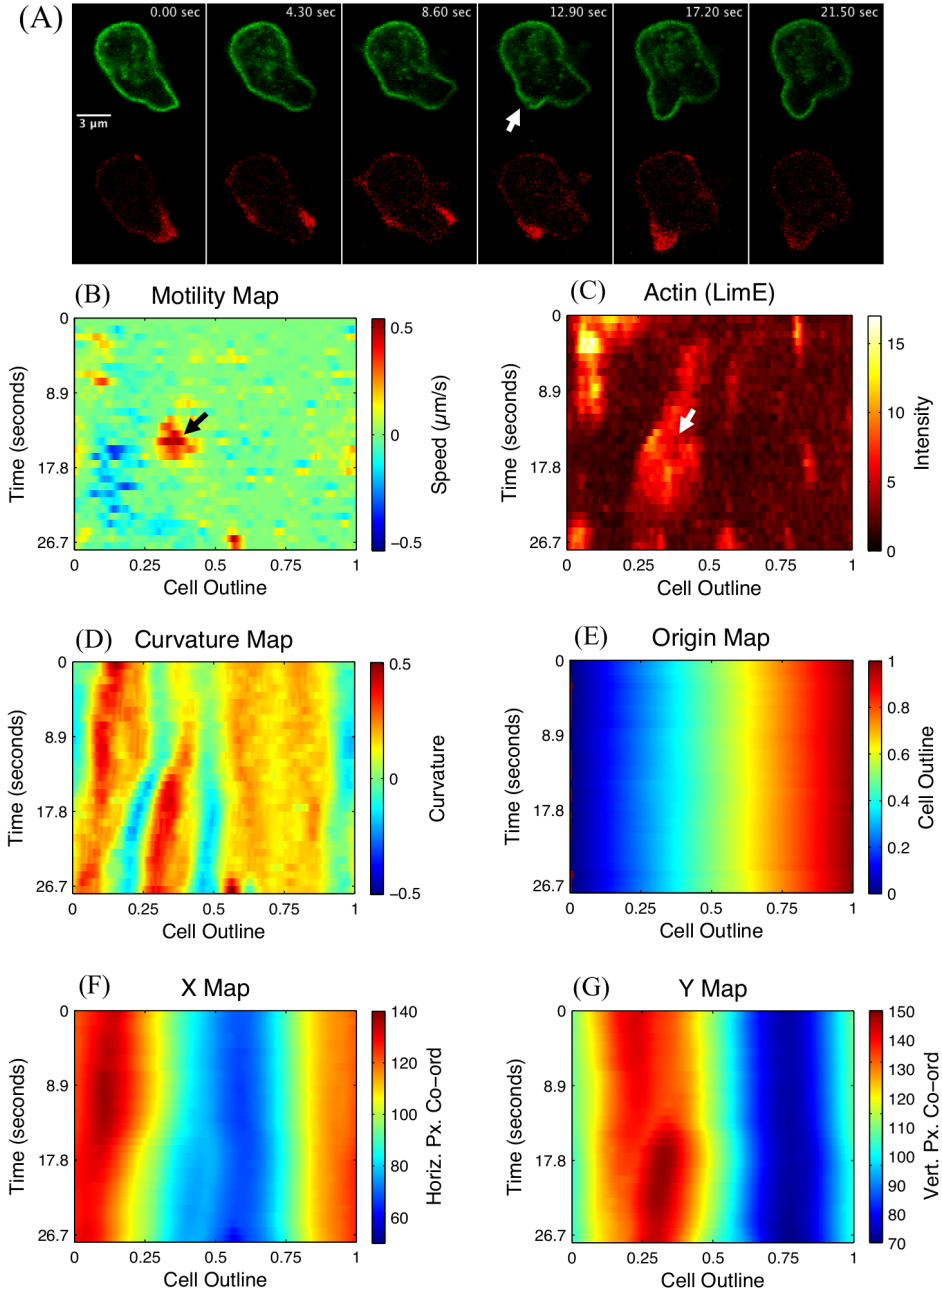 (A)
0.00 sec 4.30 sec 8.60 sec 12.90 sec 17.20 sec 21.50 sec
3 μm
(B) Motility Map
0
8.9
17.8
26.7
Time (seconds)
0 0.25 0.5 0.75 1
Cell Outline
0.5
0
−0.5
Speed (μm/s)
(C) Actin (LimE)
0
8.9
17.8
26.7
Time (seconds)
0 0.25 0.5 0.75 1
Cell Outline
15
10
5
0
Intensity
(D) Curvature Map
0
8.9
17.8
26.7
Time (seconds)
0 0.25 0.5 0.75 1
Cell Outline
0.5
0
−0.5
Curvature
(E) Origin Map
0
8.9
17.8
26.7
Time (seconds)
0 0.25 0.5 0.75 1
Cell Outline
1
0.8
0.6
0.4
0.2
0
Cell Outline
(F) X Map
0
8.9
17.8
26.7
Time (seconds)
0 0.25 0.5 0.75 1
Cell Outline
140
120
100
80
60
Horiz. Px. Co−ord
(G) Y Map
0
8.9
17.8
26.7
Time (seconds)
0 0.25 0.5 0.75 1
Cell Outline
150
140
130
120
110
100
90
80
70
Vert. Px. Co−ord